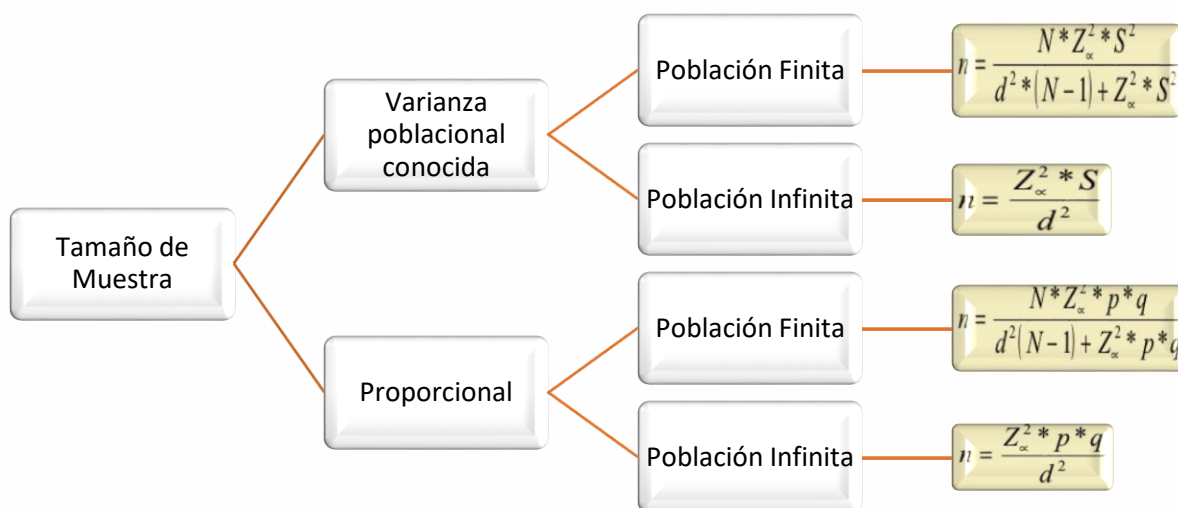 Tamaño de
Muestra
Varianza
poblacional
conocida
Población Finita
n = N * Z∝² * S² / d² * (N − 1) + Z∝² * S²
Población Infinita
n = Z∝² * S / d²
Proporcional
Población Finita
n = N * Z∝² * p * q / d² (N − 1) + Z∝² * p * q
Población Infinita
n = Z∝² * p * q / d²